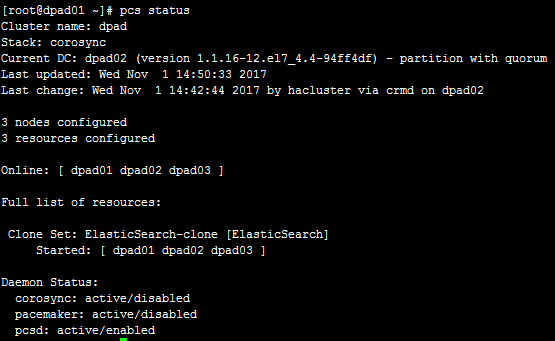 [root@dpad01 ~]# pcs status
Cluster name: dpad
Stack: corosync
Current DC: dpad02 (version 1.1.16-12.el7_4.4-94ff4df) - partition with quorum
Last updated: Wed Nov  1 14:50:33 2017
Last change: Wed Nov  1 14:42:44 2017 by hacluster via crmd on dpad02

3 nodes configured
3 resources configured

Online: [ dpad01 dpad02 dpad03 ]

Full list of resources:

 Clone Set: ElasticSearch-clone [ElasticSearch]
     Started: [ dpad01 dpad02 dpad03 ]

Daemon Status:
  corosync: active/disabled
  pacemaker: active/disabled
  pcsd: active/enabled